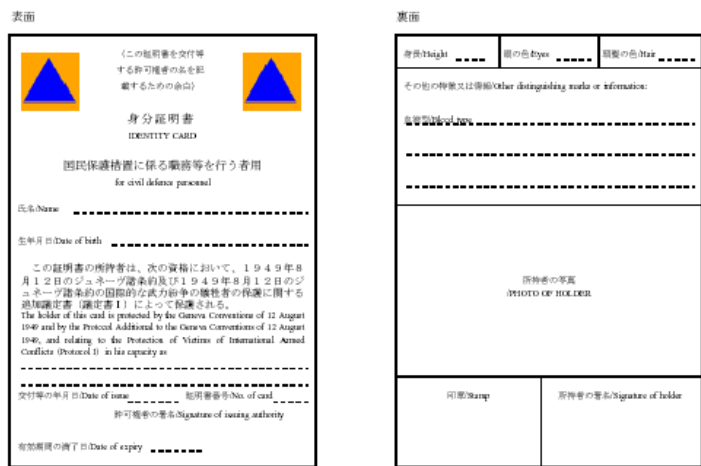 表面
(この証明書を交付等
する許可権者の名を記
載するための余白)
身分証明書
IDENTITY CARD
国民保護措置に係る職務等を行う者用
for civil defence personnel
氏名/Name
生年月日/Date of birth
この証明書の所持者は、次の資格において、1949年8
月12日のジュネーヴ諸条約及び1949年8月12日のジ
ュネーヴ諸条約の国際的な武力紛争の犠牲者の保護に関する
追加議定書(議定書I)によって保護される。
The holder of this card is protected by the Geneva Conventions of 12 August
1949 and by the Protocol Additional to the Geneva Conventions of 12 August
1949, and relating to the Protection of Victims of International Armed
Conflicts (Protocol I) in his capacity as
交付等の年月日/Date of issue 証明書番号/No. of card
許可権者の署名/Signature of issuing authority
有効期間の満了日/Date of expiry
裏面
身長/Height 眼の色/Eyes 頭髪の色/Hair
その他の特徴又は情報/Other distinguishing marks or information:
血液型/Blood type
所持者の写真
/PHOTO OF HOLDER
印章/Stamp 所持者の署名/Signature of holder